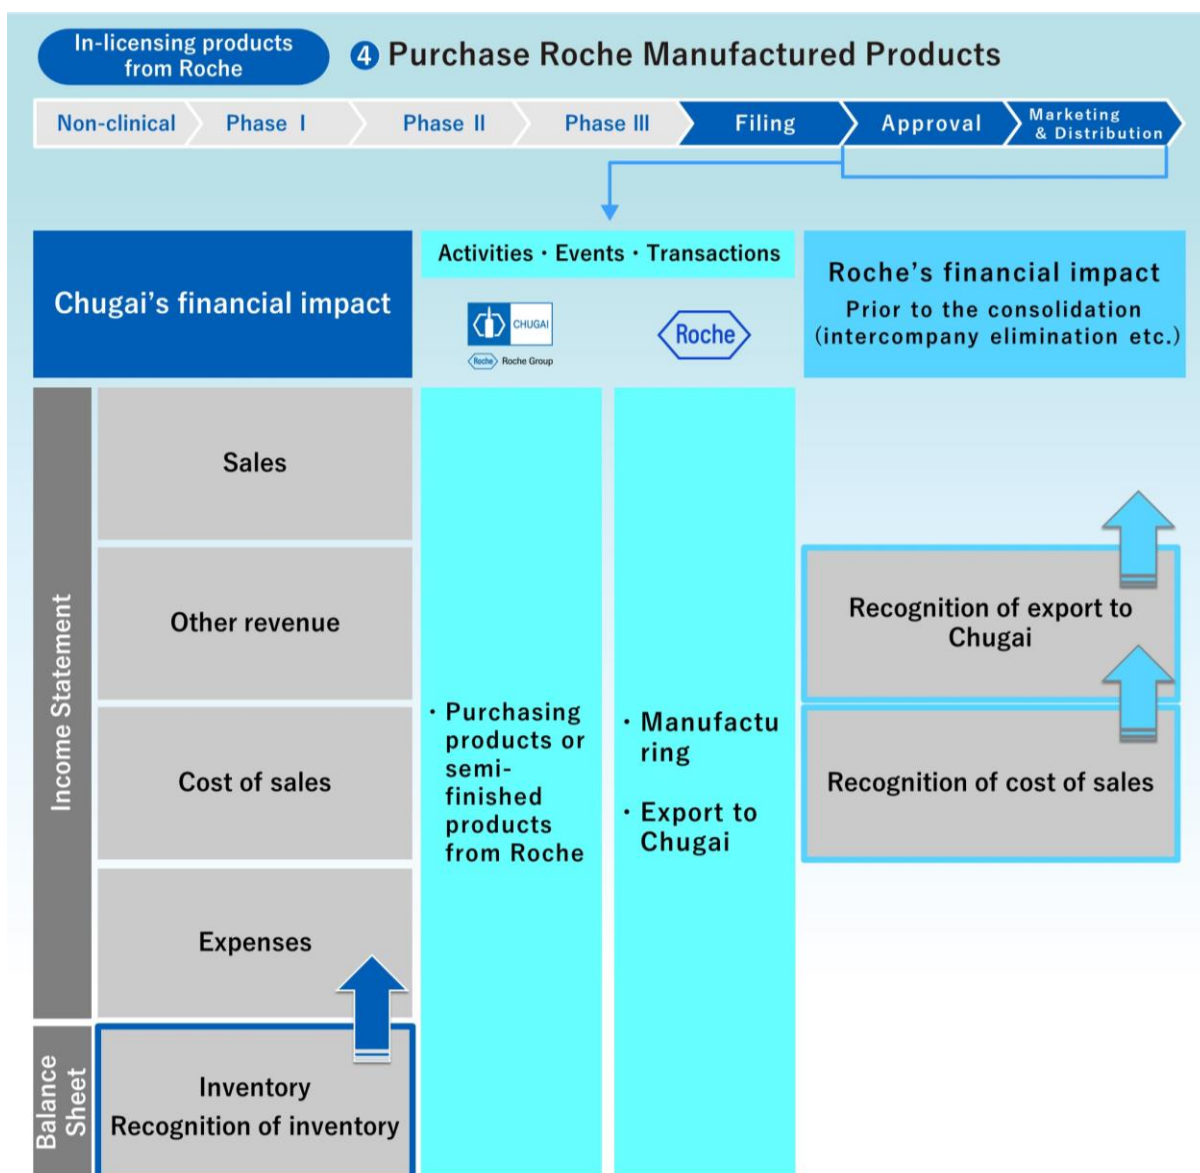 In-licensing products
from Roche
❹ Purchase Roche Manufactured Products
Non-clinical
Phase Ⅰ
Phase Ⅱ
Phase Ⅲ
Filing
Approval
Marketing
& Distribution
Chugai’s financial impact
Activities・Events・Transactions
CHUGAI
Roche Roche Group
Roche
Roche’s financial impact
Prior to the consolidation
(intercompany elimination etc.)
Income Statement
Sales
Other revenue
Cost of sales
Expenses
Balance
Sheet
Inventory
Recognition of inventory
・Purchasing
products or
semi-
finished
products
from Roche
・Manufactu
ring
・Export to
Chugai
Recognition of export to
Chugai
Recognition of cost of sales